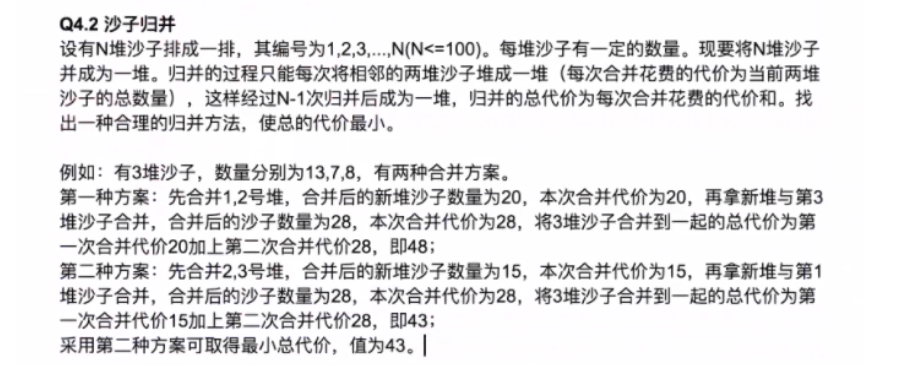 Q4.2 沙子归并
设有N堆沙子排成一排，其编号为1,2,3,...,N(N<=100)。每堆沙子有一定的数量。现要将N堆沙子
并成为一堆。归并的过程只能每次将相邻的两堆沙子堆成一堆（每次合并花费的代价为当前两堆
沙子的总数量），这样经过N-1次归并后成为一堆，归并的总代价为每次合并花费的代价和。找
出一种合理的归并方法，使总的代价最小。
例如：有3堆沙子，数量分别为13,7,8，有两种合并方案。
第一种方案：先合并1,2号堆，合并后的新堆沙子数量为20，本次合并代价为20，再拿新堆与第3
堆沙子合并，合并后的沙子数量为28，本次合并代价为28，将3堆沙子合并到一起的总代价为第
一次合并代价20加上第二次合并代价28，即48；
第二种方案：先合并2,3号堆，合并后的新堆沙子数量为15，本次合并代价为15，再拿新堆与第1
堆沙子合并，合并后的沙子数量为28，本次合并代价为28，将3堆沙子合并到一起的总代价为第
一次合并代价15加上第二次合并代价28，即43；
采用第二种方案可取得最小总代价，值为43。